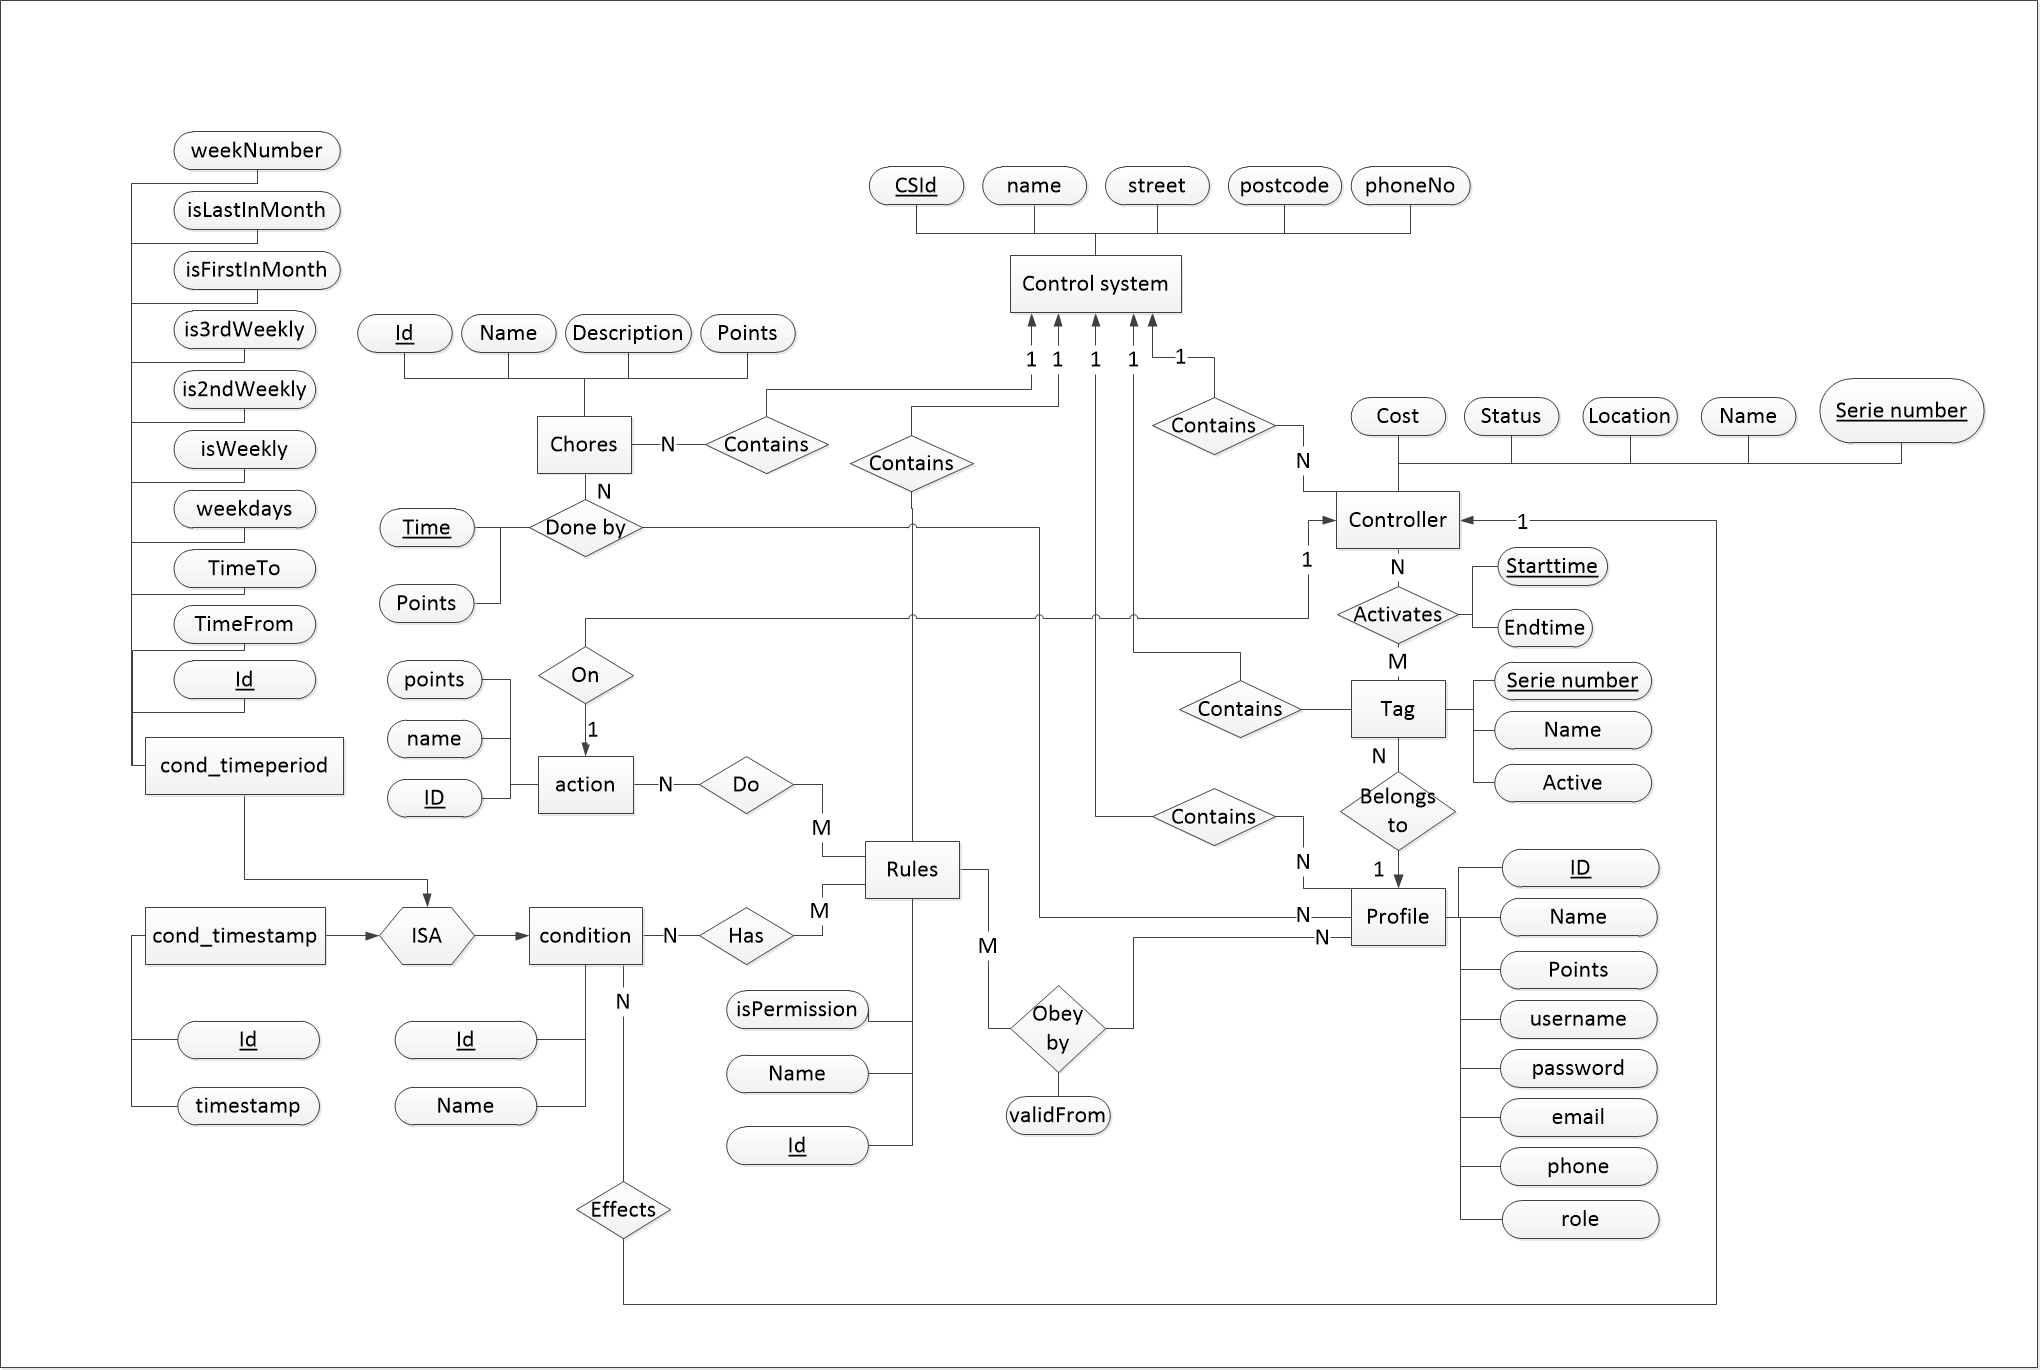 weekNumber
isLastInMonth
isFirstInMonth
is3rdWeekly
is2ndWeekly
isWeekly
weekdays
TimeTo
TimeFrom
Id
cond_timeperiod
CSId
name
street
postcode
phoneNo
Control system
1
1
1
1
1
Id
Name
Description
Points
Chores
N
Contains
Contains
Contains
N
N
Cost
Status
Location
Name
Serie number
Controller
1
1
Time
Done by
Points
N
Starttime
Activates
Endtime
M
On
1
points
name
ID
action
N
Do
M
Contains
Tag
Serie number
Name
Active
N
Belongs
to
1
Contains
N
Rules
Profile
N
N
ID
Name
Points
username
password
email
phone
role
cond_timestamp
ISA
condition
N
Has
M
M
Id
timestamp
Id
Name
N
isPermission
Name
Id
Obey
by
validFrom
Effects